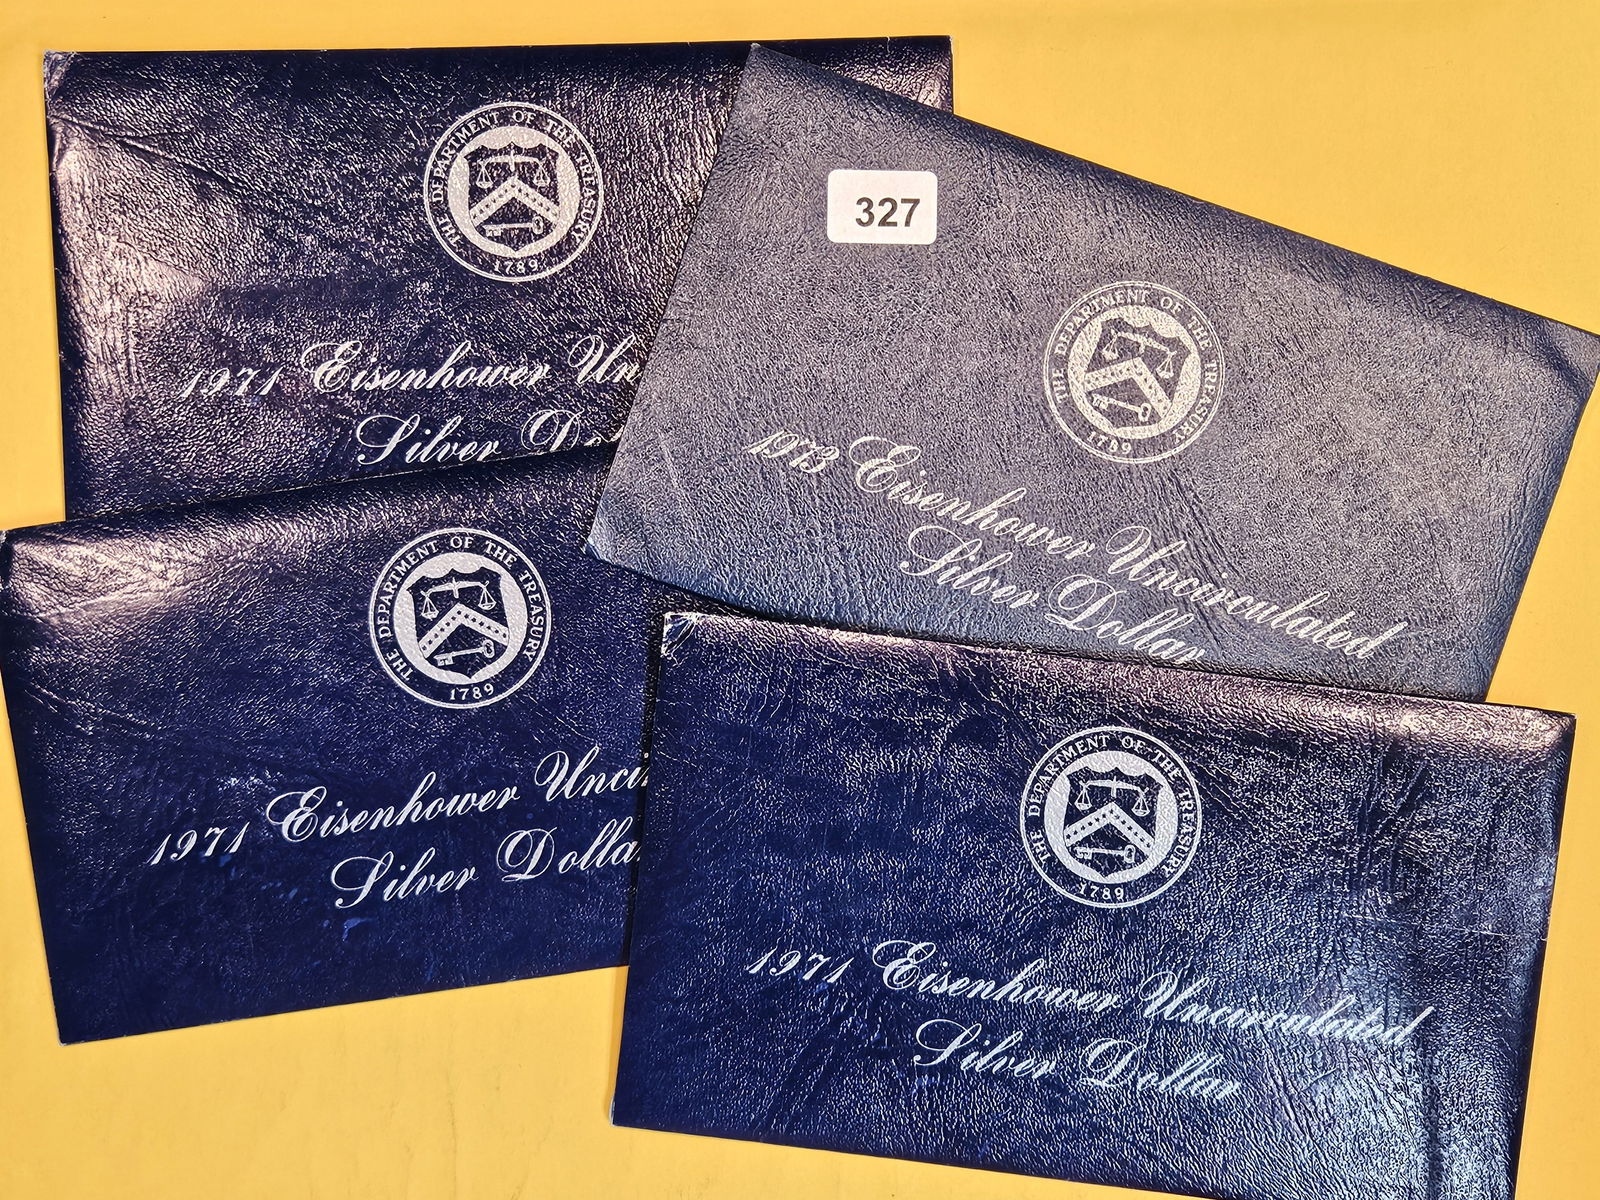 THE DEPARTMENT OF THE TREASURY
1789
1971 Eisenhower Un
Silver Do
327
THE DEPARTMENT OF THE TREASURY
1789
1973 Eisenhower Uncirculated
Silver Dollar
THE DEPARTMENT OF THE TREASURY
1789
1971 Eisenhower Unci
Silver Dolla
THE DEPARTMENT OF THE TREASURY
1789
1971 Eisenhower Uncirculated
Silver Dollar